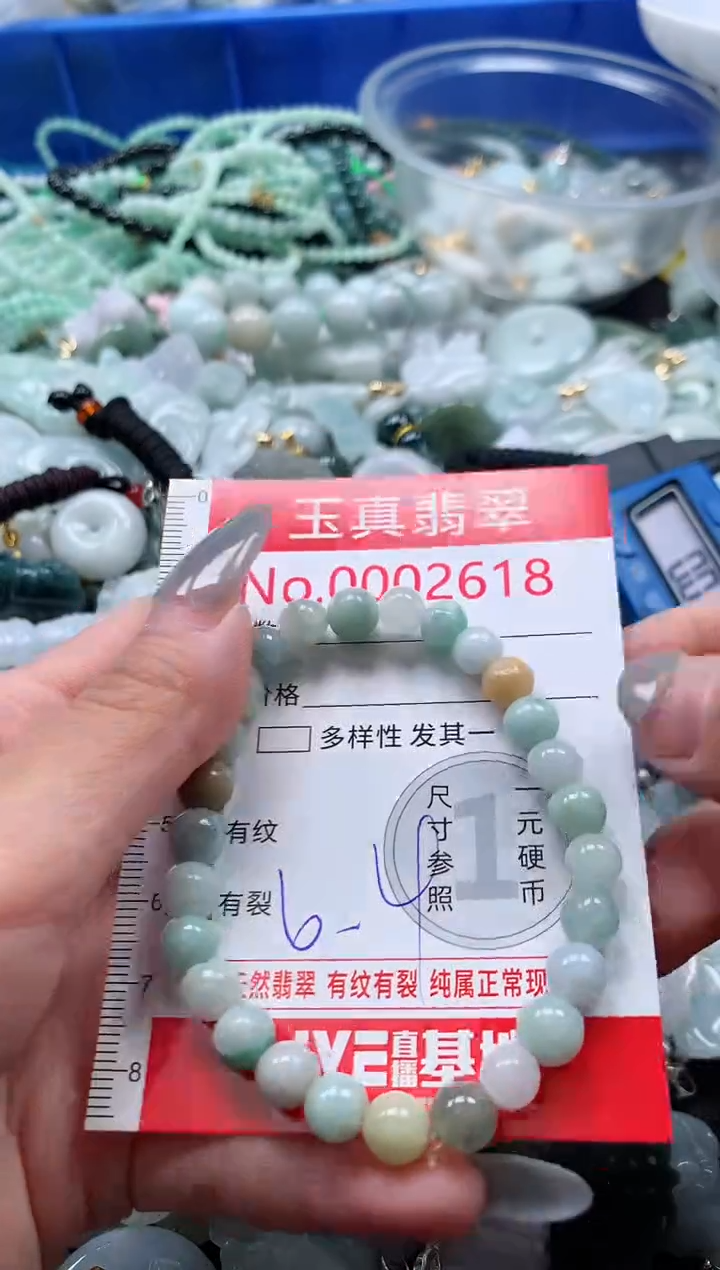 玉真翡翠
No.0002618
价格
多样性 发其一
有纹
有裂
尺寸参照
1
一元硬币
6-4
天然翡翠 有纹有裂 纯属正常现
直播基地
0
5
6
7
8